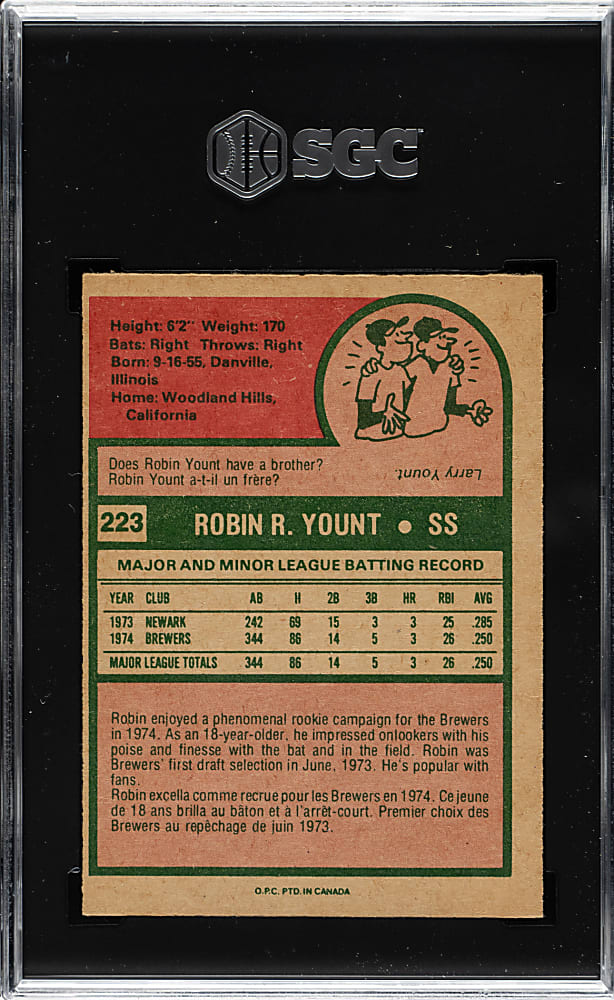 SGC
Height: 6'2" Weight: 170
Bats: Right Throws: Right
Born: 9-16-55, Danville,
Illinois
Home: Woodland Hills,
California
Does Robin Yount have a brother?
Robin Yount a-t-il un frère?
Larry Yount.
223
ROBIN R. YOUNT • SS
MAJOR AND MINOR LEAGUE BATTING RECORD
YEAR CLUB AB H 2B 3B HR RBI AVG
1973 NEWARK 242 69 15 3 3 25 .285
1974 BREWERS 344 86 14 5 3 26 .250
MAJOR LEAGUE TOTALS 344 86 14 5 3 26 .250
Robin enjoyed a phenomenal rookie campaign for the Brewers
in 1974. As an 18-year-older, he impressed onlookers with his
poise and finesse with the bat and in the field. Robin was
Brewers' first draft selection in June, 1973. He's popular with
fans.
Robin excella comme recrue pour les Brewers en 1974. Ce jeune
de 18 ans brilla au bâton et à l'arrêt-court. Premier choix des
Brewers au repêchage de juin 1973.
O.P.C. PTD. IN CANADA